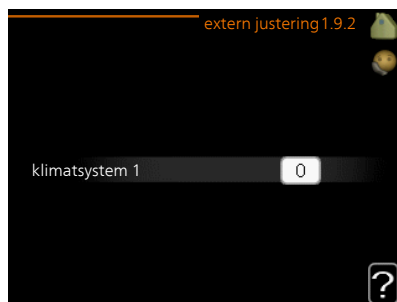 extern justering 1.9.2
klimatsystem 1 0
?